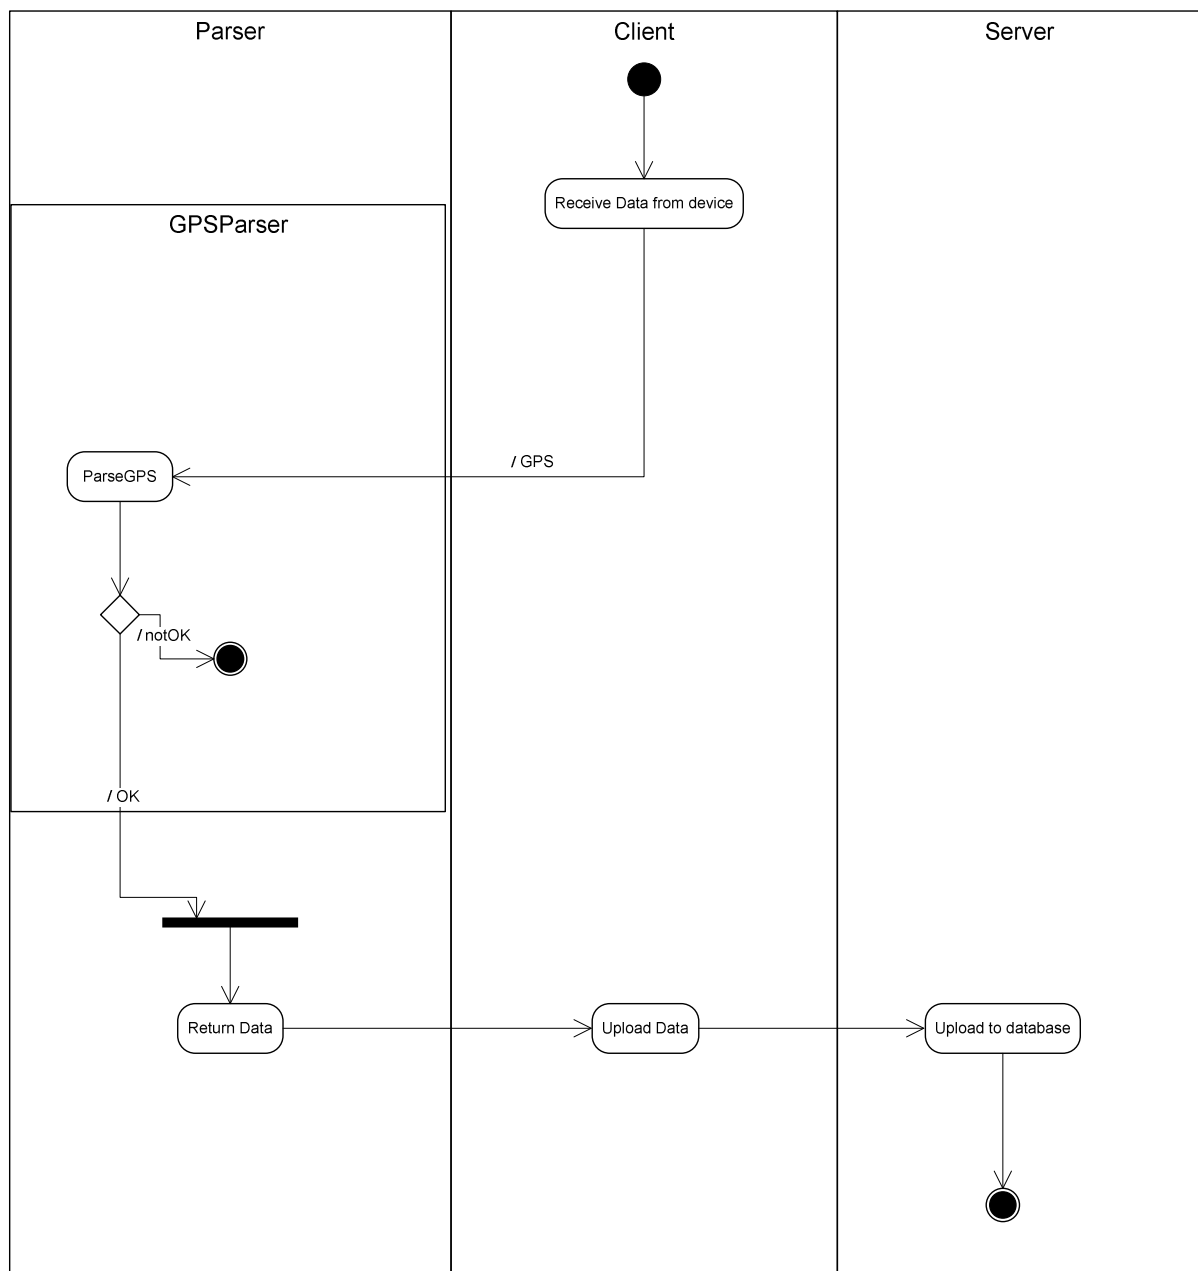 Parser
Client
Server
Receive Data from device
GPSParser
/ GPS
ParseGPS
/ notOK
/ OK
Return Data
Upload Data
Upload to database